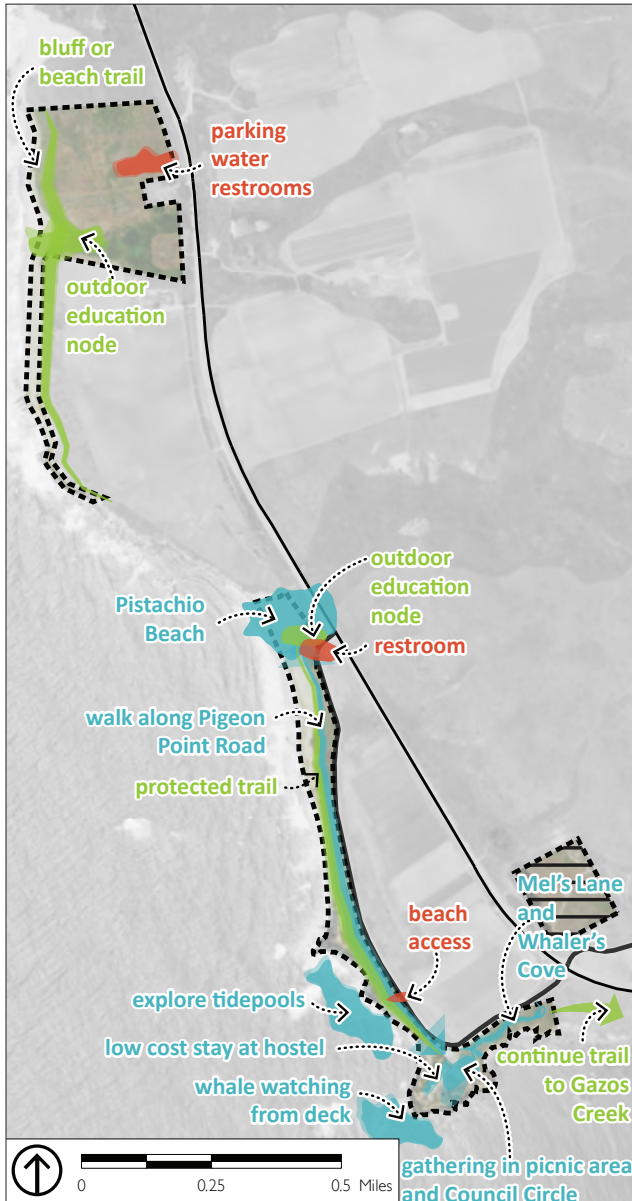 bluff or
beach trail
parking
water
restrooms
outdoor
education
node
outdoor
education
node
Pistachio
Beach
restroom
walk along Pigeon
Point Road
protected trail
Mel's Lane
and
Whaler's
Cove
beach
access
explore tidepools
low cost stay at hostel
continue trail
to Gazos
Creek
whale watching
from deck
gathering in picnic area
and Council Circle
0 0.25 0.5 Miles